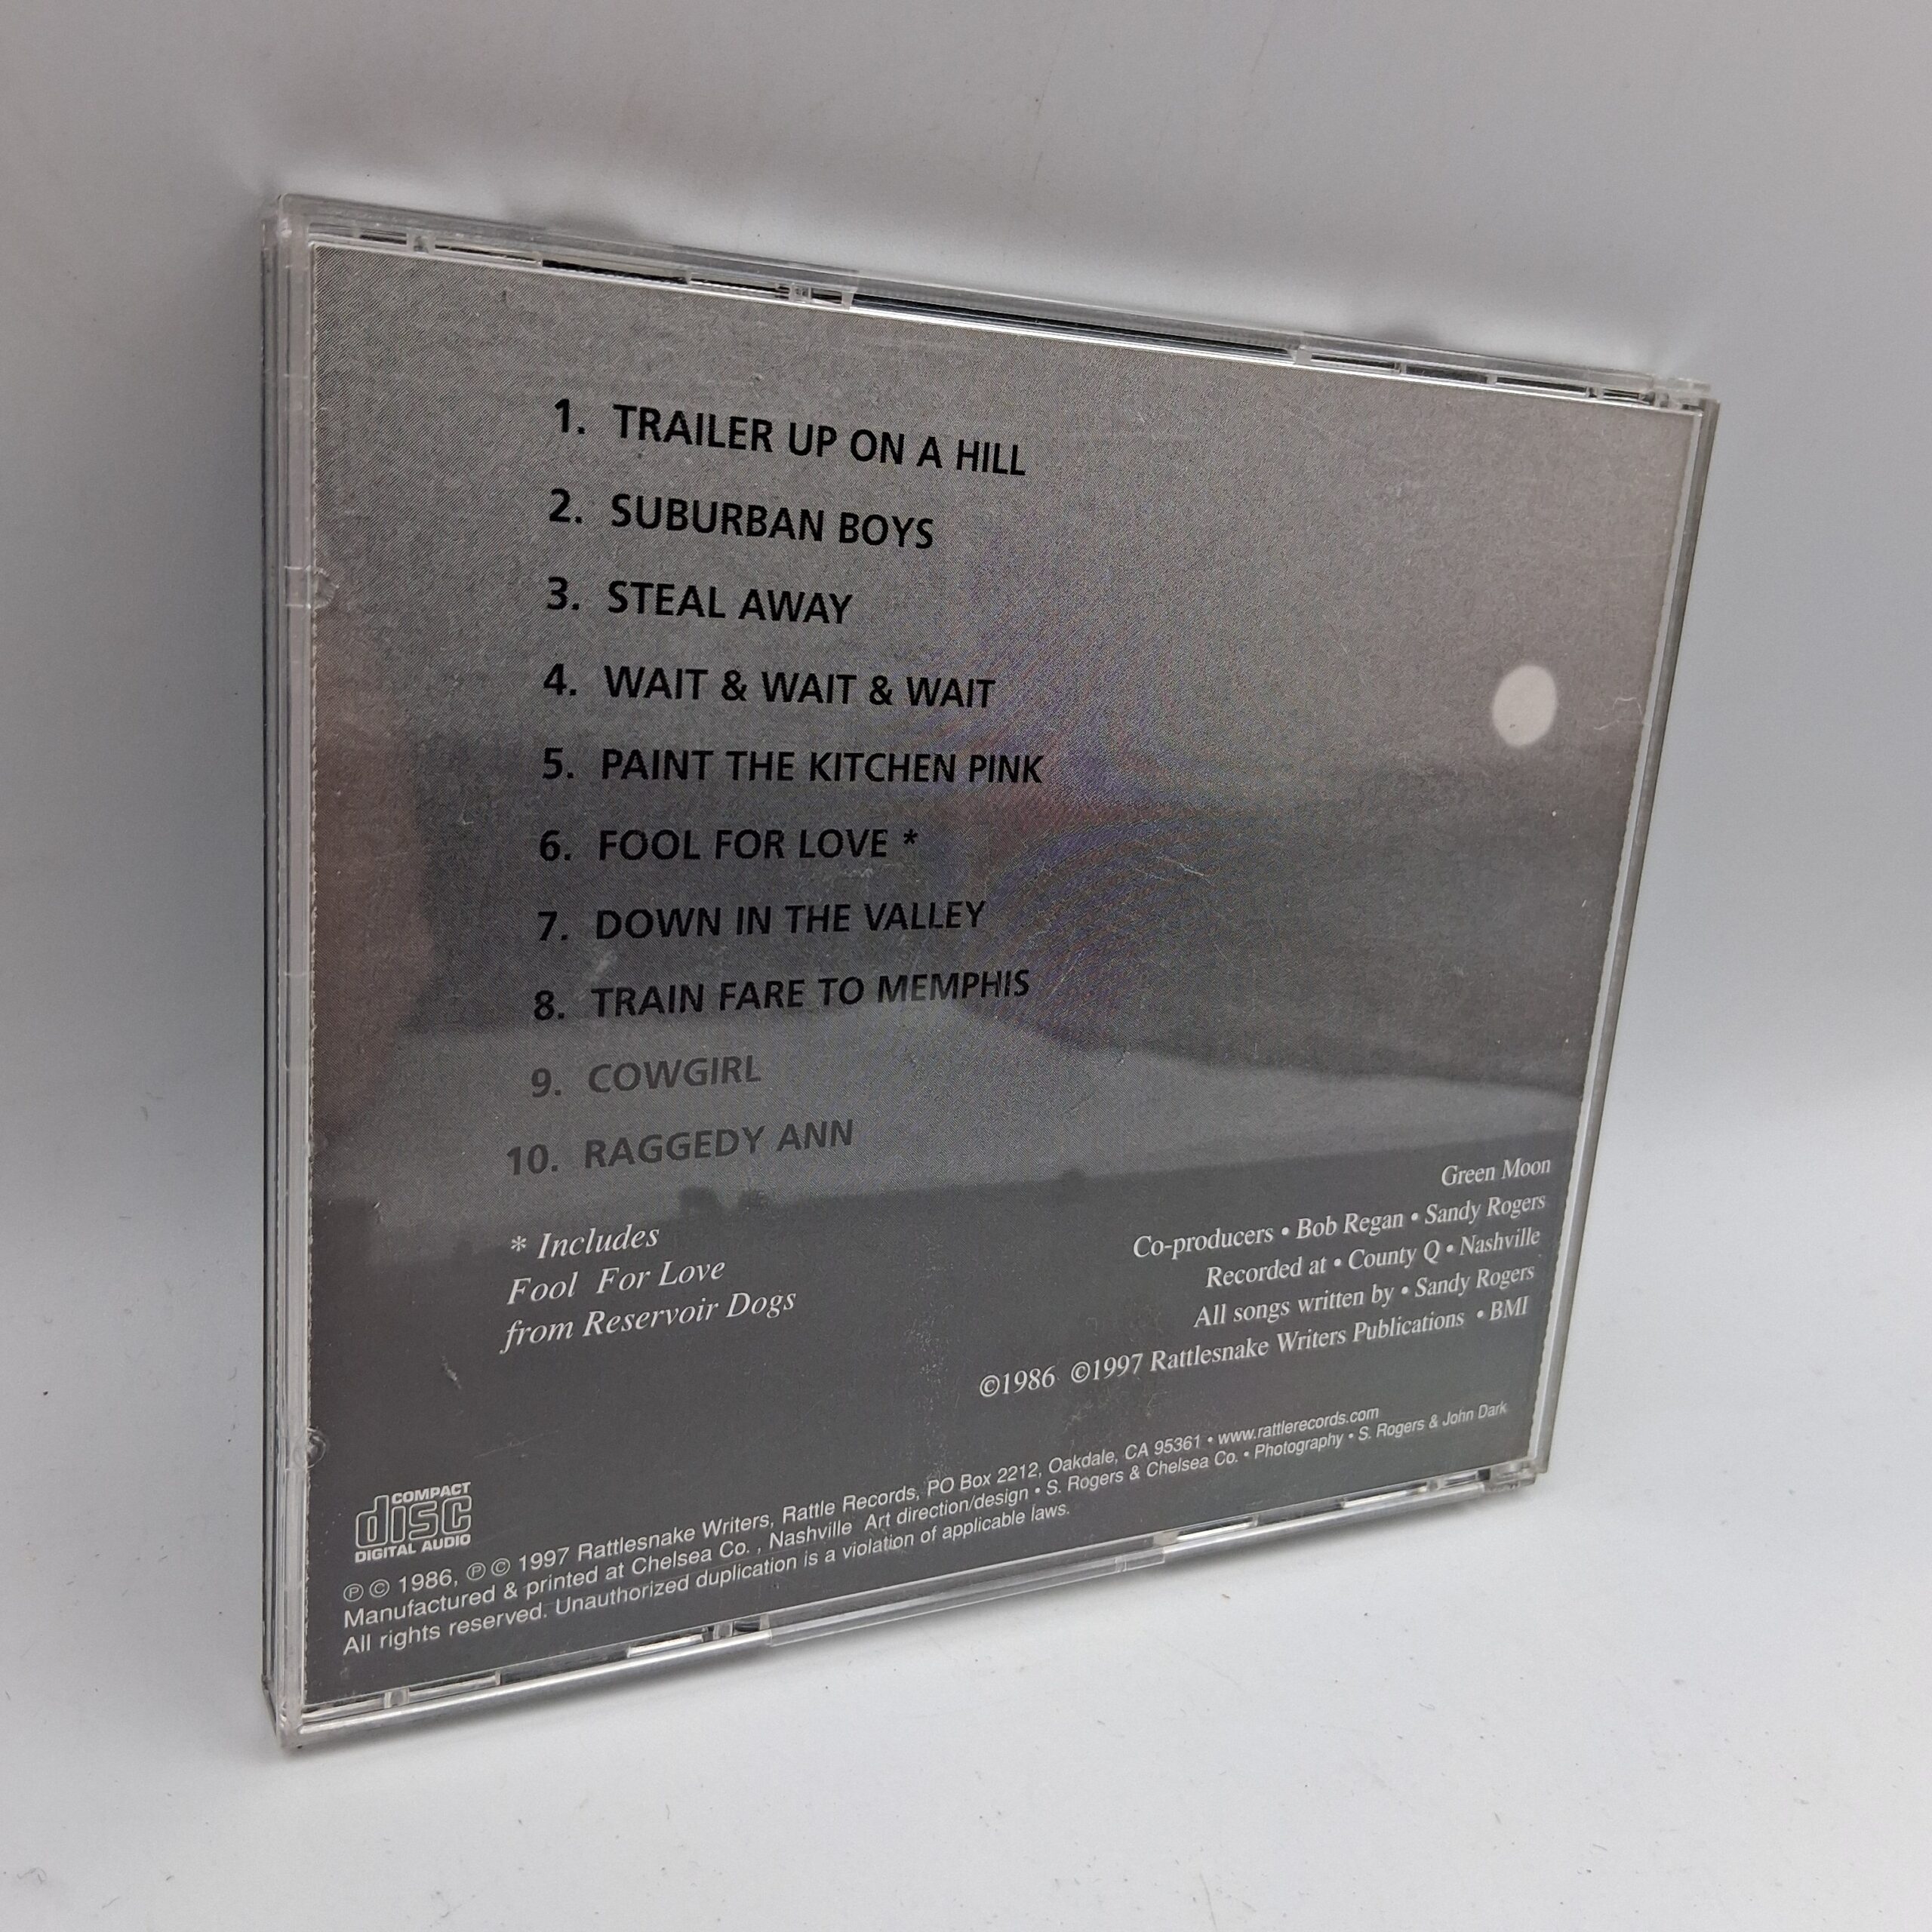 1. TRAILER UP ON A HILL
2. SUBURBAN BOYS
3. STEAL AWAY
4. WAIT & WAIT & WAIT
5. PAINT THE KITCHEN PINK
6. FOOL FOR LOVE *
7. DOWN IN THE VALLEY
8. TRAIN FARE TO MEMPHIS
9. COWGIRL
10. RAGGEDY ANN
* Includes
Fool For Love
from Reservoir Dogs
Green Moon
Co-producers • Bob Regan • Sandy Rogers
Recorded at • County Q • Nashville
All songs written by • Sandy Rogers
©1986 ©1997 Rattlesnake Writers Publications • BMI
COMPACT
disc
DIGITAL AUDIO
℗ © 1986, ℗ © 1997 Rattlesnake Writers, Rattle Records, PO Box 2212, Oakdale, CA 95361 • www.rattlerecords.com
Manufactured & printed at Chelsea Co. , Nashville Art direction/design • S. Rogers & Chelsea Co. • Photography • S. Rogers & John Dark
All rights reserved. Unauthorized duplication is a violation of applicable laws.